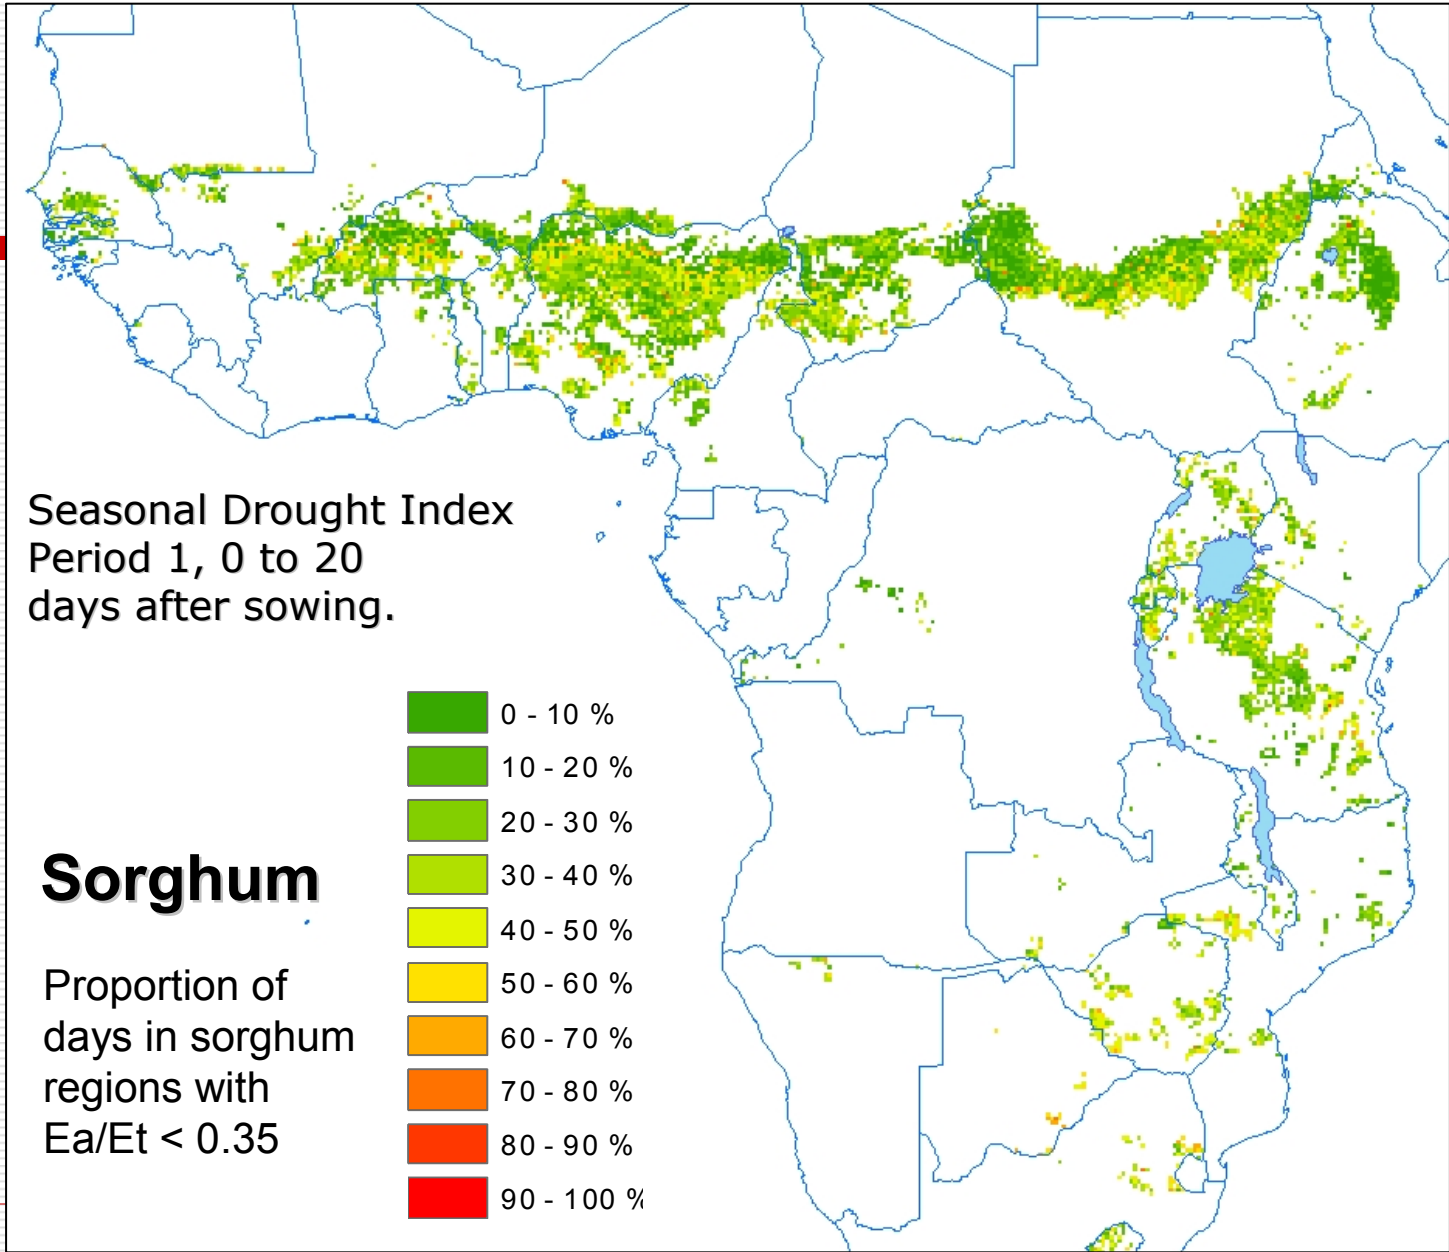 Seasonal Drought Index
Period 1, 0 to 20
days after sowing.
0 - 10 %
10 - 20 %
20 - 30 %
30 - 40 %
40 - 50 %
50 - 60 %
60 - 70 %
70 - 80 %
80 - 90 %
90 - 100 %
Sorghum
Proportion of
days in sorghum
regions with
Ea/Et < 0.35